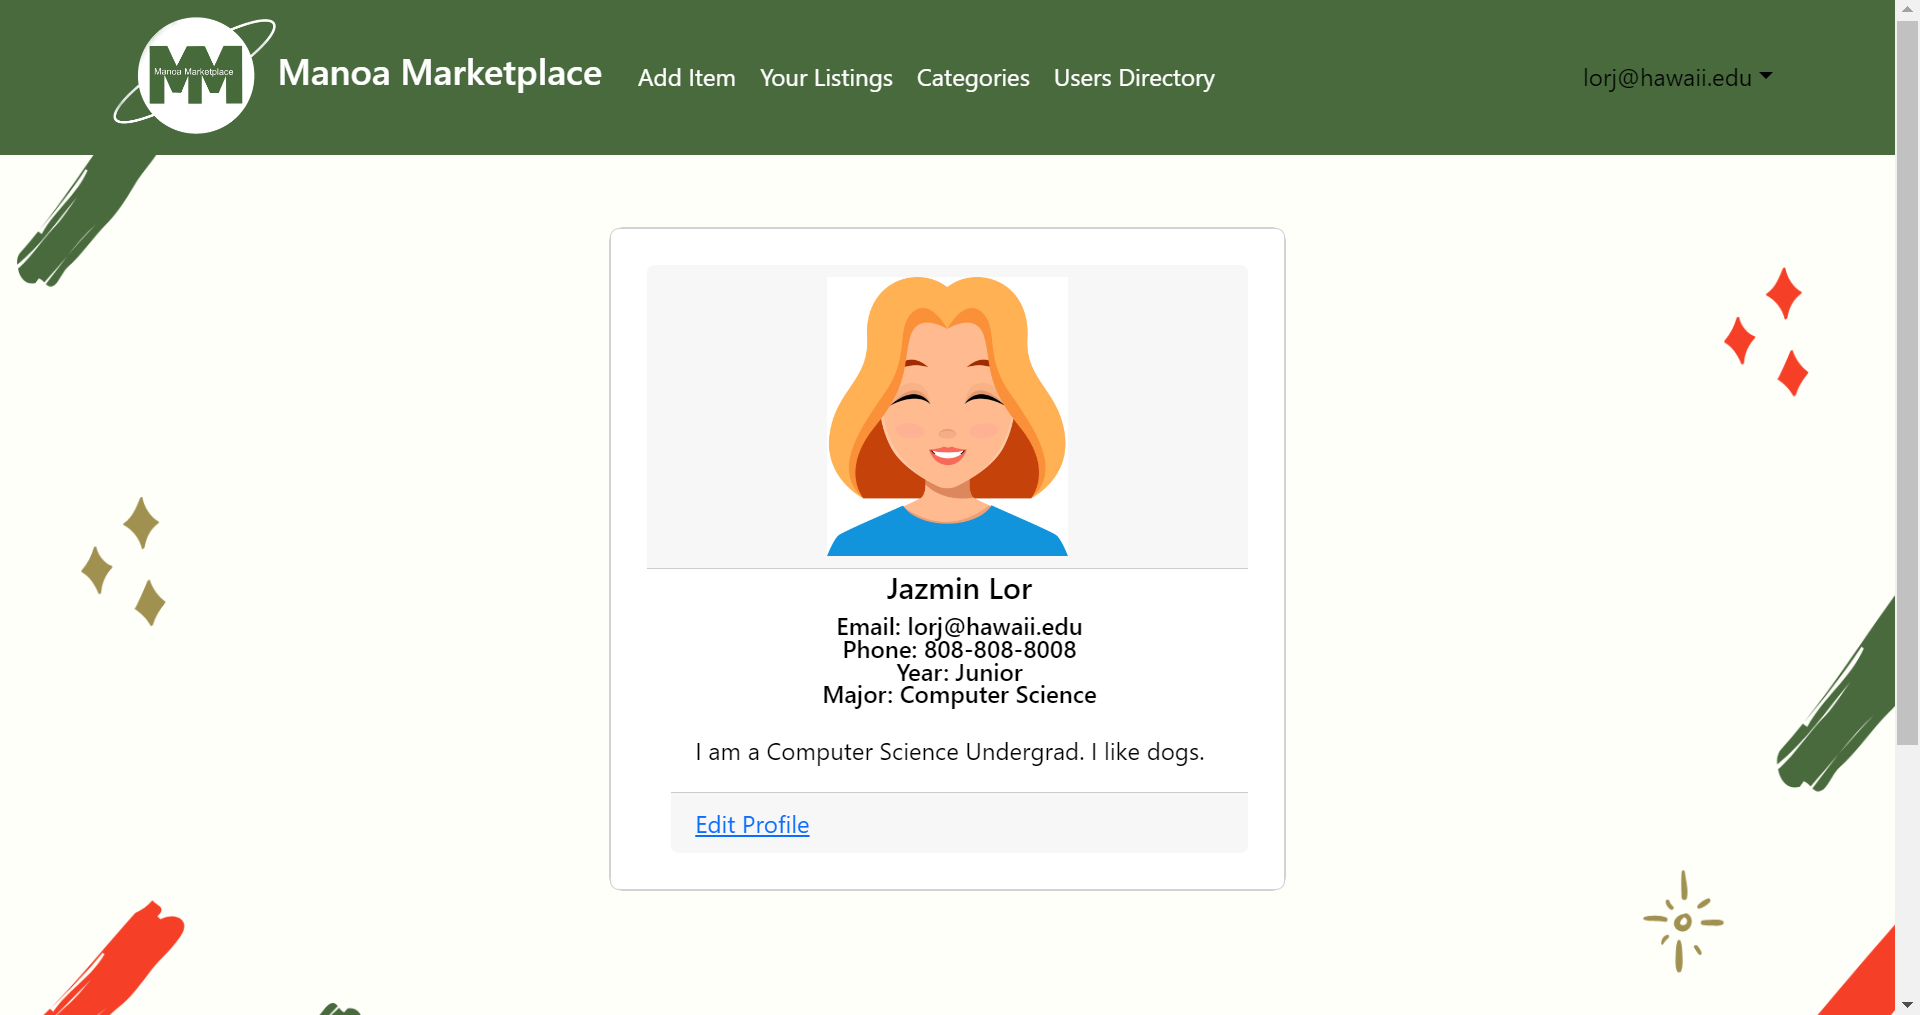 Manoa Marketplace
MM
Manoa Marketplace Add Item Your Listings Categories Users Directory lorj@hawaii.edu
Jazmin Lor
Email: lorj@hawaii.edu
Phone: 808-808-8008
Year: Junior
Major: Computer Science
I am a Computer Science Undergrad. I like dogs.
Edit Profile